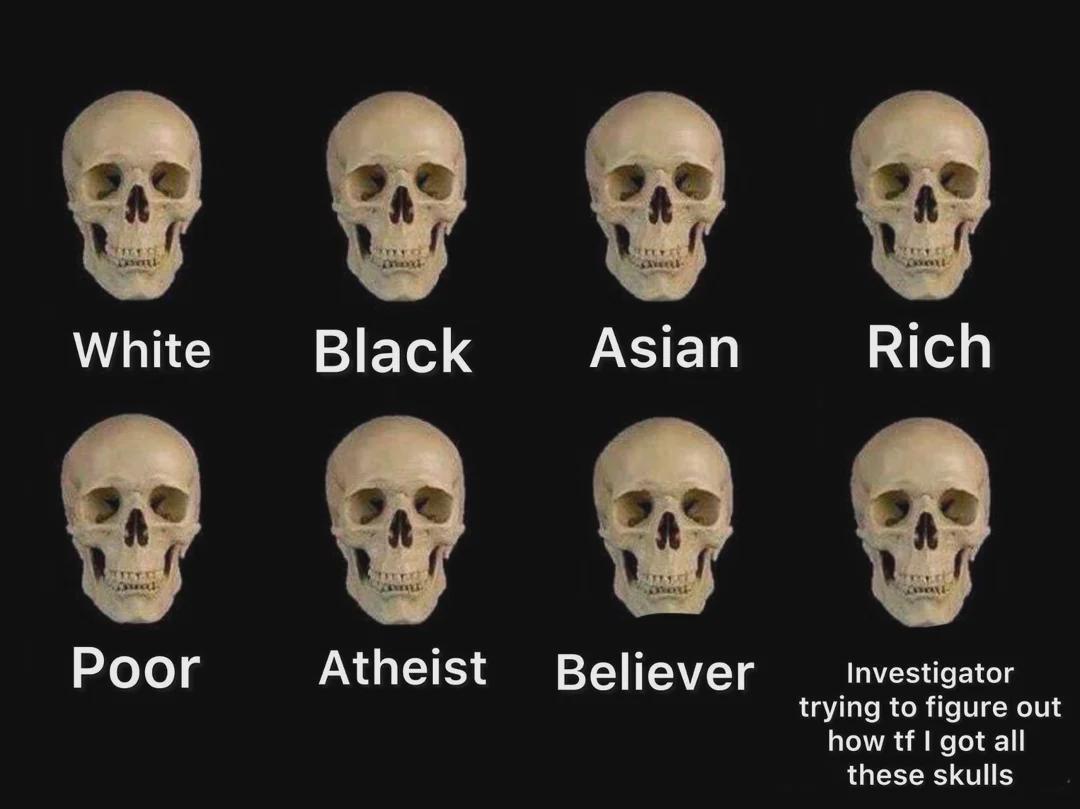 White Black Asian Rich
Poor Atheist Believer
Investigator
trying to figure out
how tf I got all
these skulls